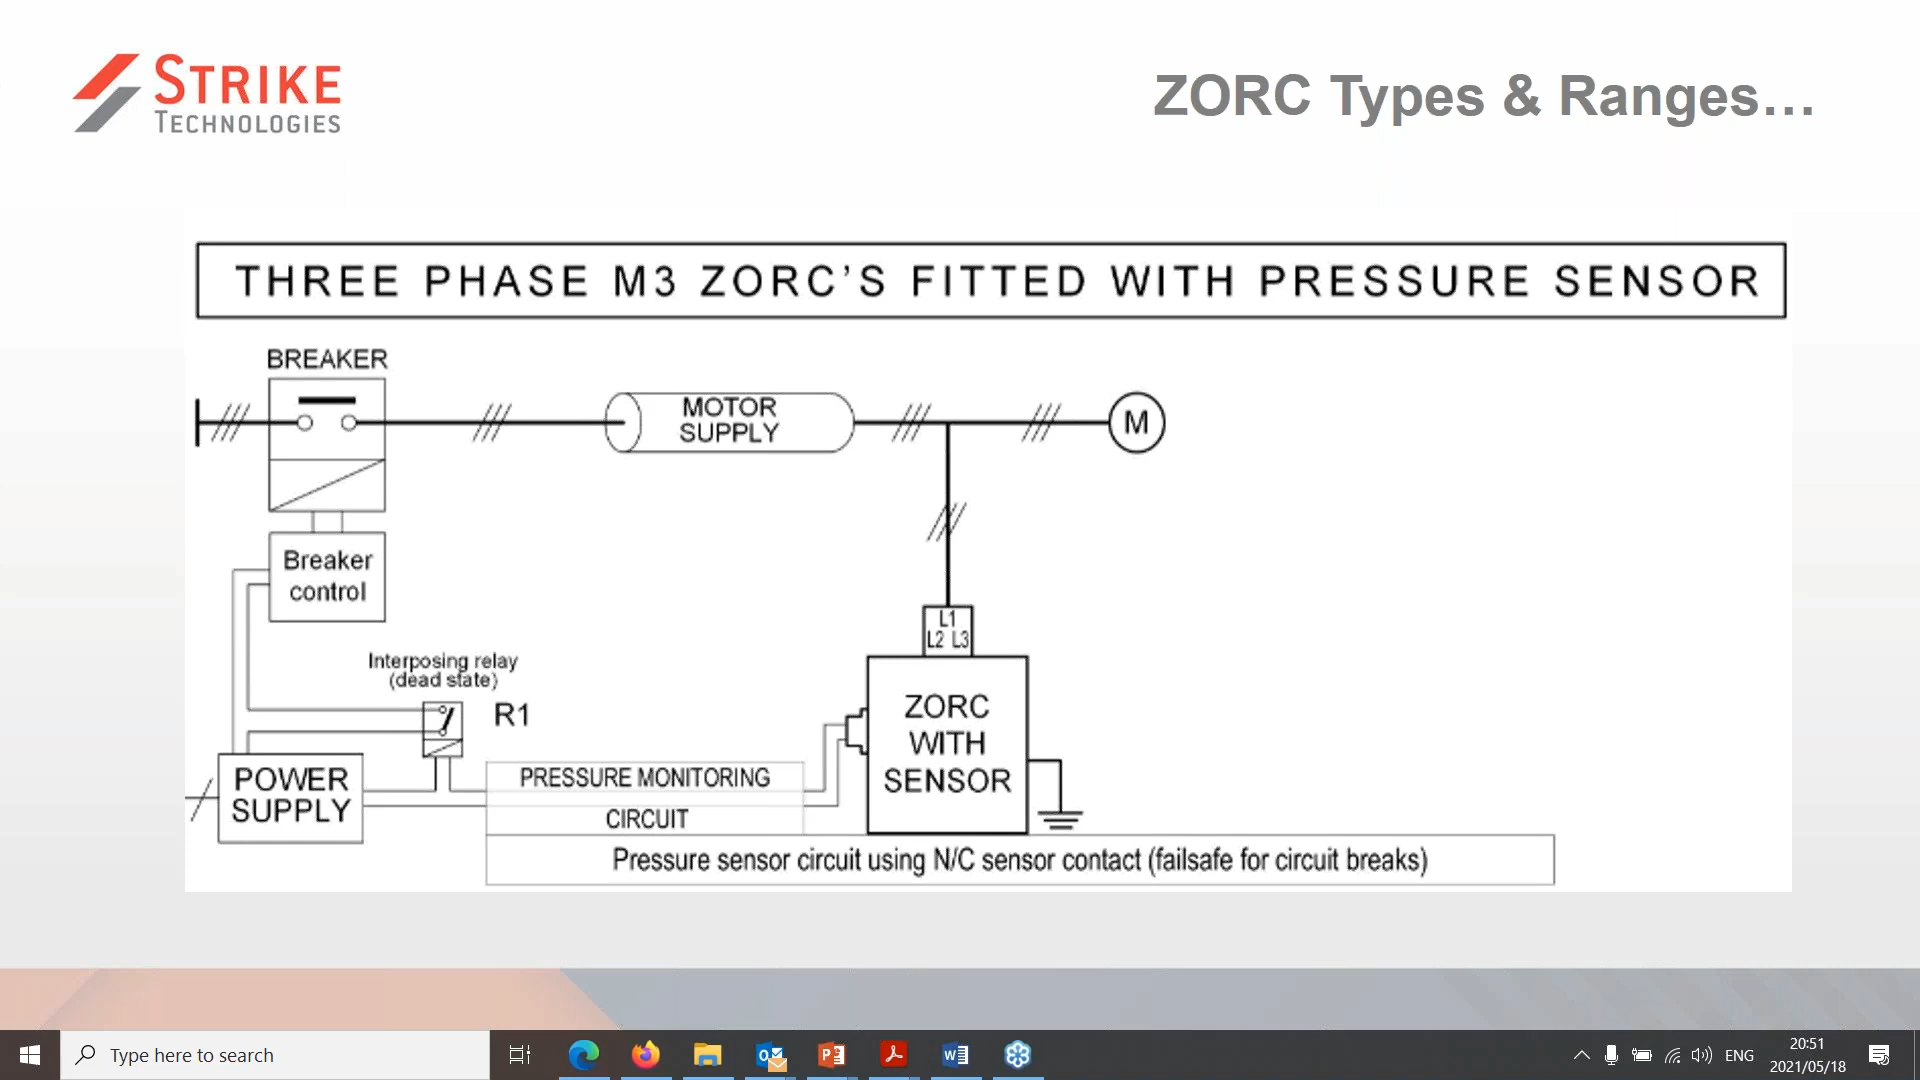 STRIKE
TECHNOLOGIES
ZORC Types & Ranges…
THREE PHASE M3 ZORC’S FITTED WITH PRESSURE SENSOR
BREAKER
MOTOR
SUPPLY
M
Breaker
control
L1
L2 L3
Interposing relay
(dead state)
R1
ZORC
WITH
SENSOR
POWER
SUPPLY
PRESSURE MONITORING
CIRCUIT
Pressure sensor circuit using N/C sensor contact (failsafe for circuit breaks)
Type here to search
ENG
20:51
2021/05/18